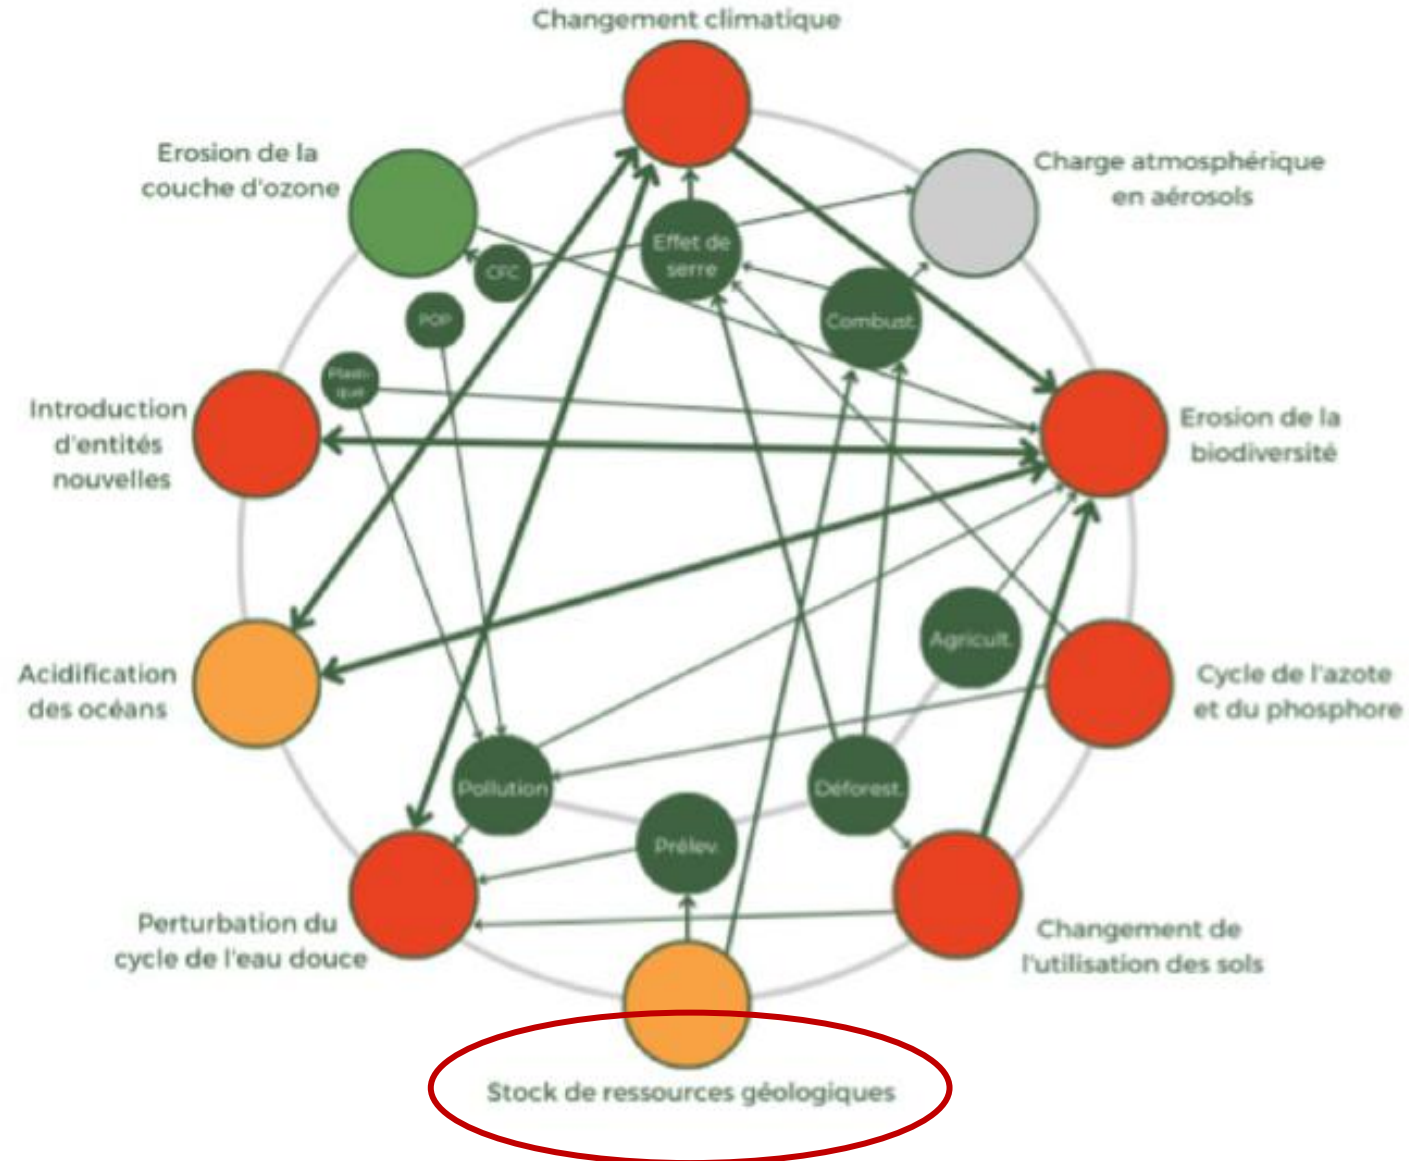 Changement climatique
Erosion de la
couche d'ozone
Charge atmosphérique
en aérosols
Effet de
serre
CFC
POP
Combust.
Plasti-
que
Introduction
d'entités
nouvelles
Erosion de la
biodiversité
Agricult.
Acidification
des océans
Cycle de l'azote
et du phosphore
Pollution
Déforest.
Prélev.
Perturbation du
cycle de l'eau douce
Changement de
l'utilisation des sols
Stock de ressources géologiques